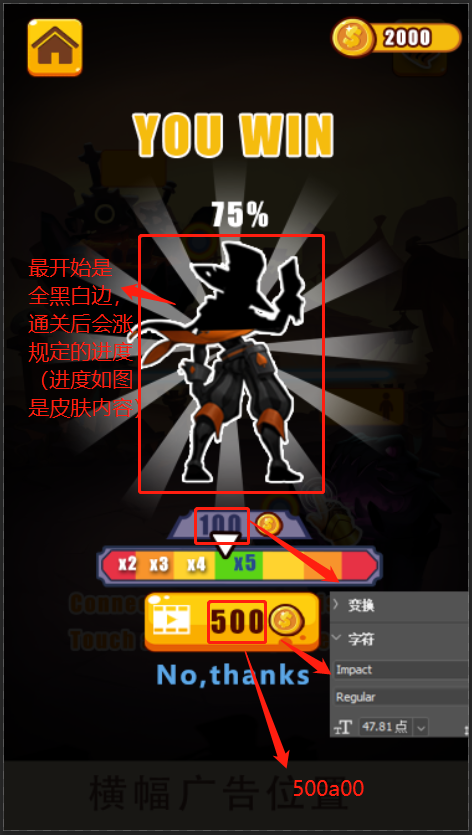 2000
YOU WIN
75%
最开始是
全黑白边，
通关后会涨
规定的进度
（进度如图
是皮肤内容）
100
x2 x3 x4 x5
500
变换
字符
Impact
Regular
47.81 点
No,thanks
500a00
横幅广告位置